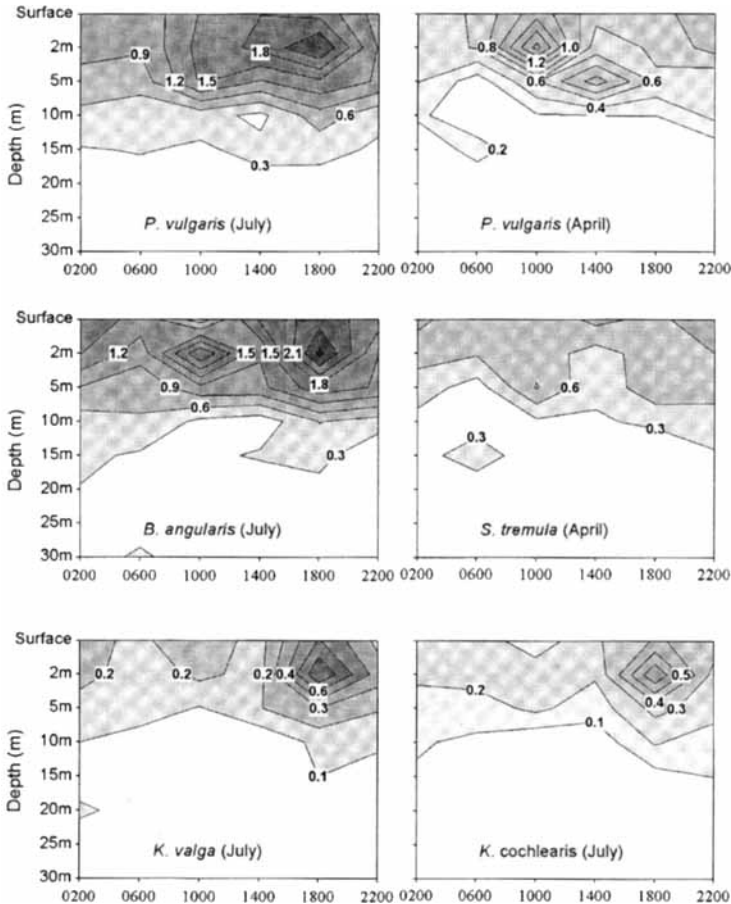 Surface
2m
5m
10m
15m
20m
25m
30m
Depth (m)
0.9
1.8
1.2
1.5
0.6
0.3
P. vulgaris (July)
0200 0600 1000 1400 1800 2200
0.8
1.0
1.2
0.6
0.6
0.4
0.2
P. vulgaris (April)
0200 0600 1000 1400 1800 2200
Surface
2m
5m
10m
15m
20m
25m
30m
Depth (m)
1.2
1.5
1.5
2.1
0.9
1.8
0.6
0.3
B. angularis (July)
0200 0600 1000 1400 1800 2200
0.6
0.3
0.3
S. tremula (April)
0200 0600 1000 1400 1800 2200
Surface
2m
5m
10m
15m
20m
25m
30m
Depth (m)
0.2
0.2
0.2
0.4
0.6
0.3
0.1
K. valga (July)
0200 0600 1000 1400 1800 2200
0.5
0.2
0.4
0.3
0.1
K. cochlearis (July)
0200 0600 1000 1400 1800 2200